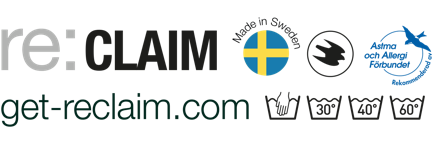 re:CLAIM
Made in Sweden
Astma
och Allergi
Förbundet
Rekommenderad av
get-reclaim.com
30°
40°
60°